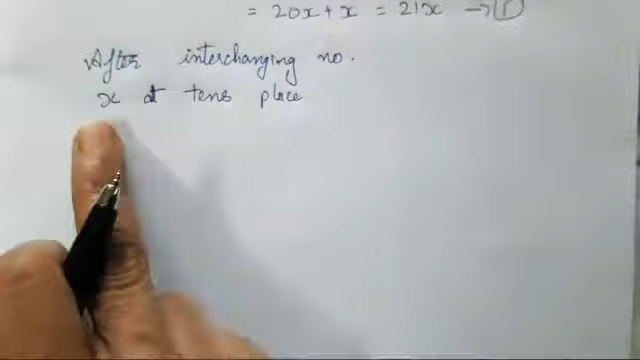 = 20x + x = 21x → (1)
After interchanging no.
x at tens place